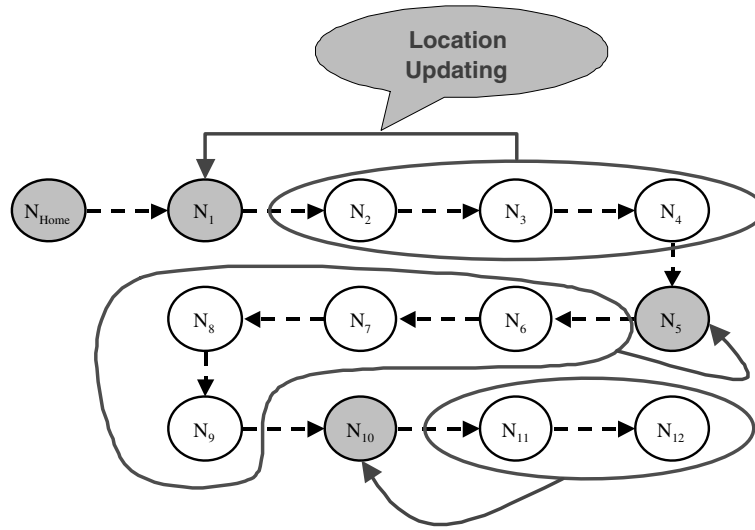 Location
Updating
N_Home
N_1
N_2
N_3
N_4
N_8
N_7
N_6
N_5
N_9
N_10
N_11
N_12